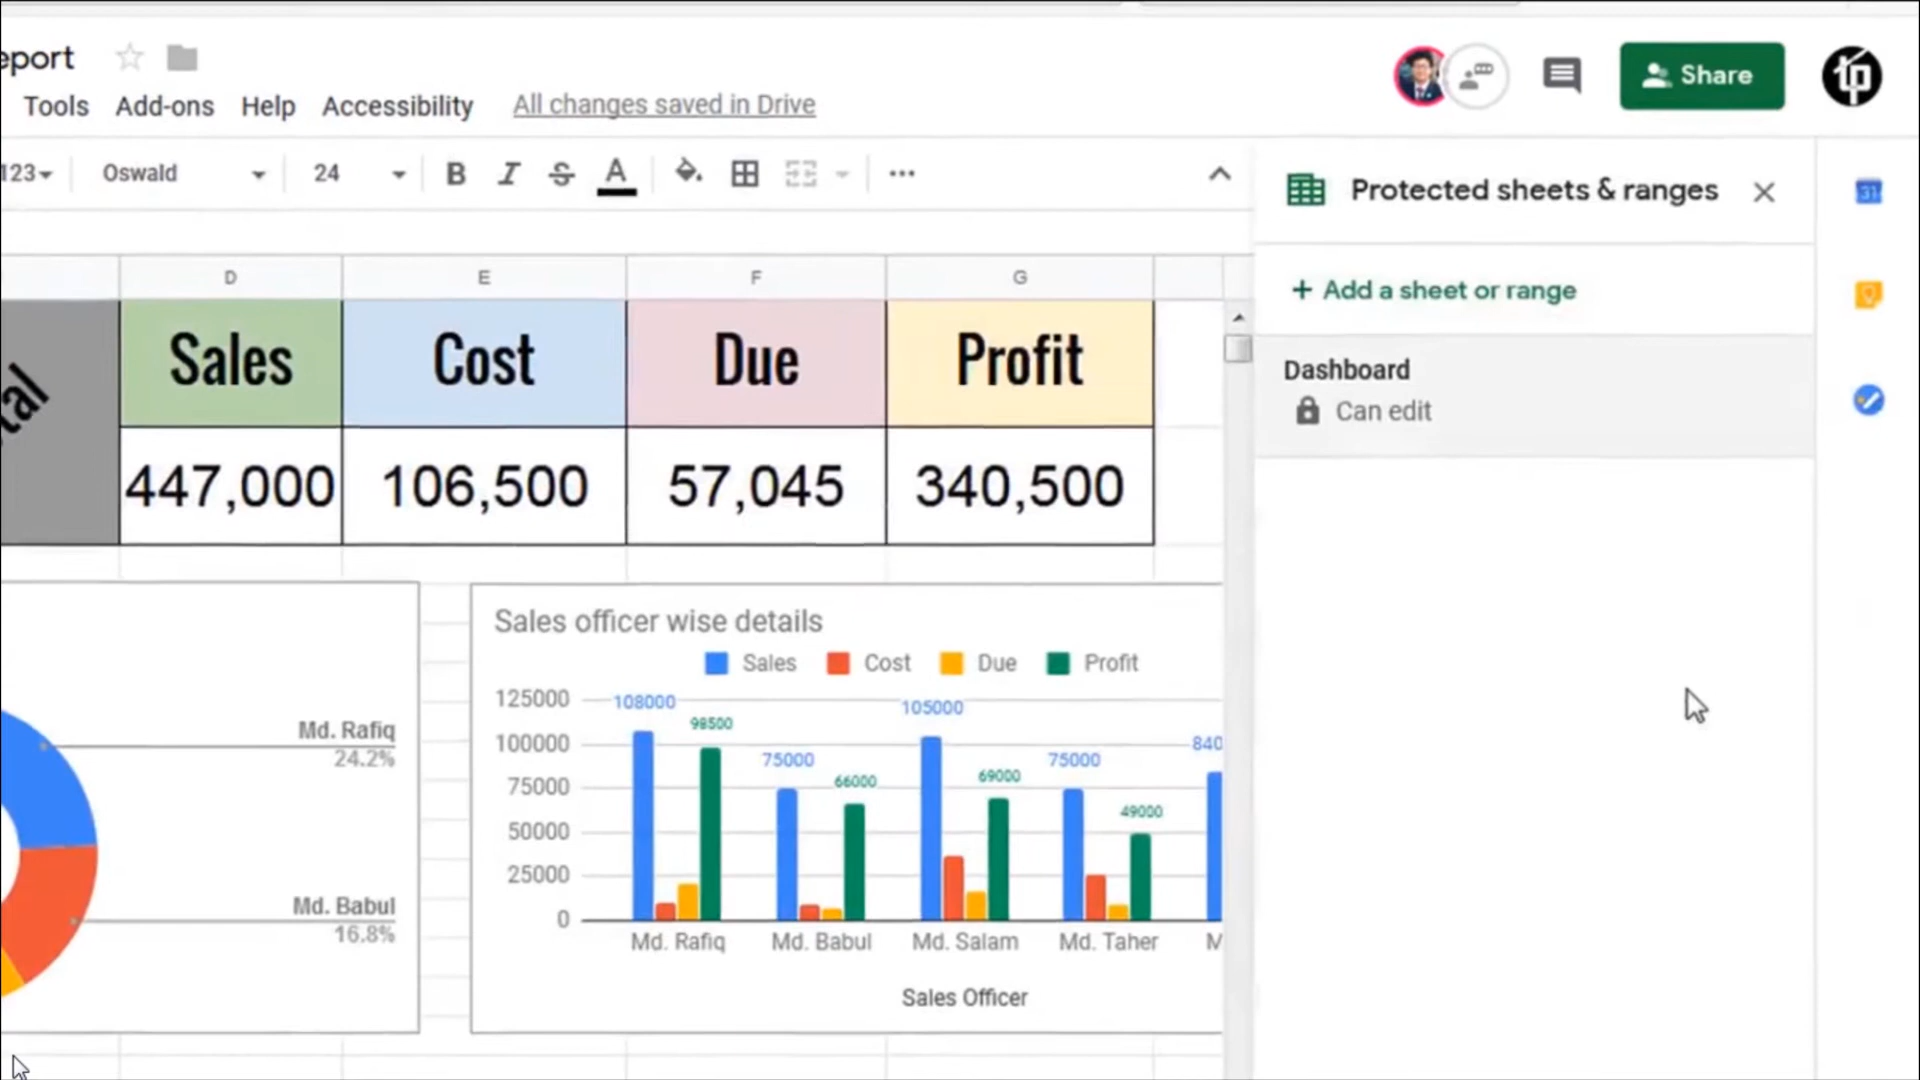 eport
Tools Add-ons Help Accessibility All changes saved in Drive
Share
123 Oswald 24 B I S A
Protected sheets & ranges
31
+ Add a sheet or range
D E F G
tal
Sales Cost Due Profit
447,000 106,500 57,045 340,500
Dashboard
Can edit
Md. Rafiq
24.2%
Md. Babul
16.8%
Sales officer wise details
Sales Cost Due Profit
125000
100000
75000
50000
25000
0
108000
98500
75000
66000
105000
69000
75000
49000
840
Md. Rafiq Md. Babul Md. Salam Md. Taher M
Sales Officer